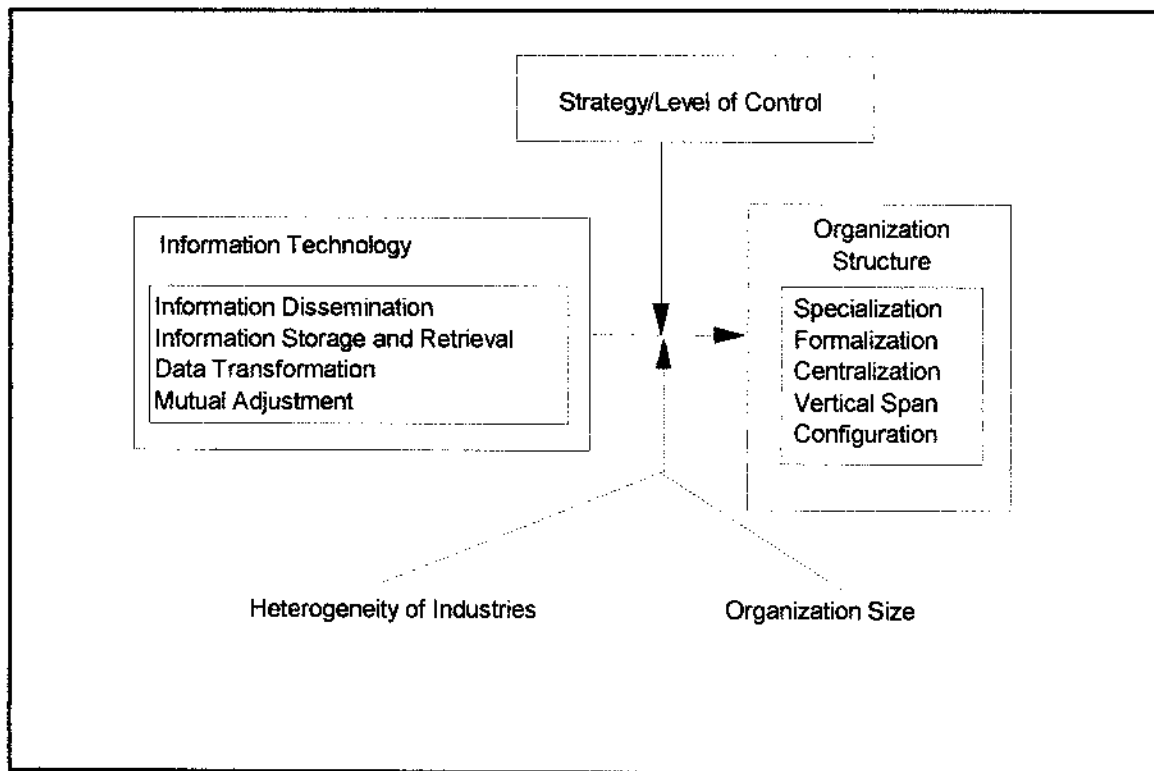 Strategy/Level of Control
Information Technology
Information Dissemination
Information Storage and Retrieval
Data Transformation
Mutual Adjustment
Organization
Structure
Specialization
Formalization
Centralization
Vertical Span
Configuration
Heterogeneity of Industries
Organization Size